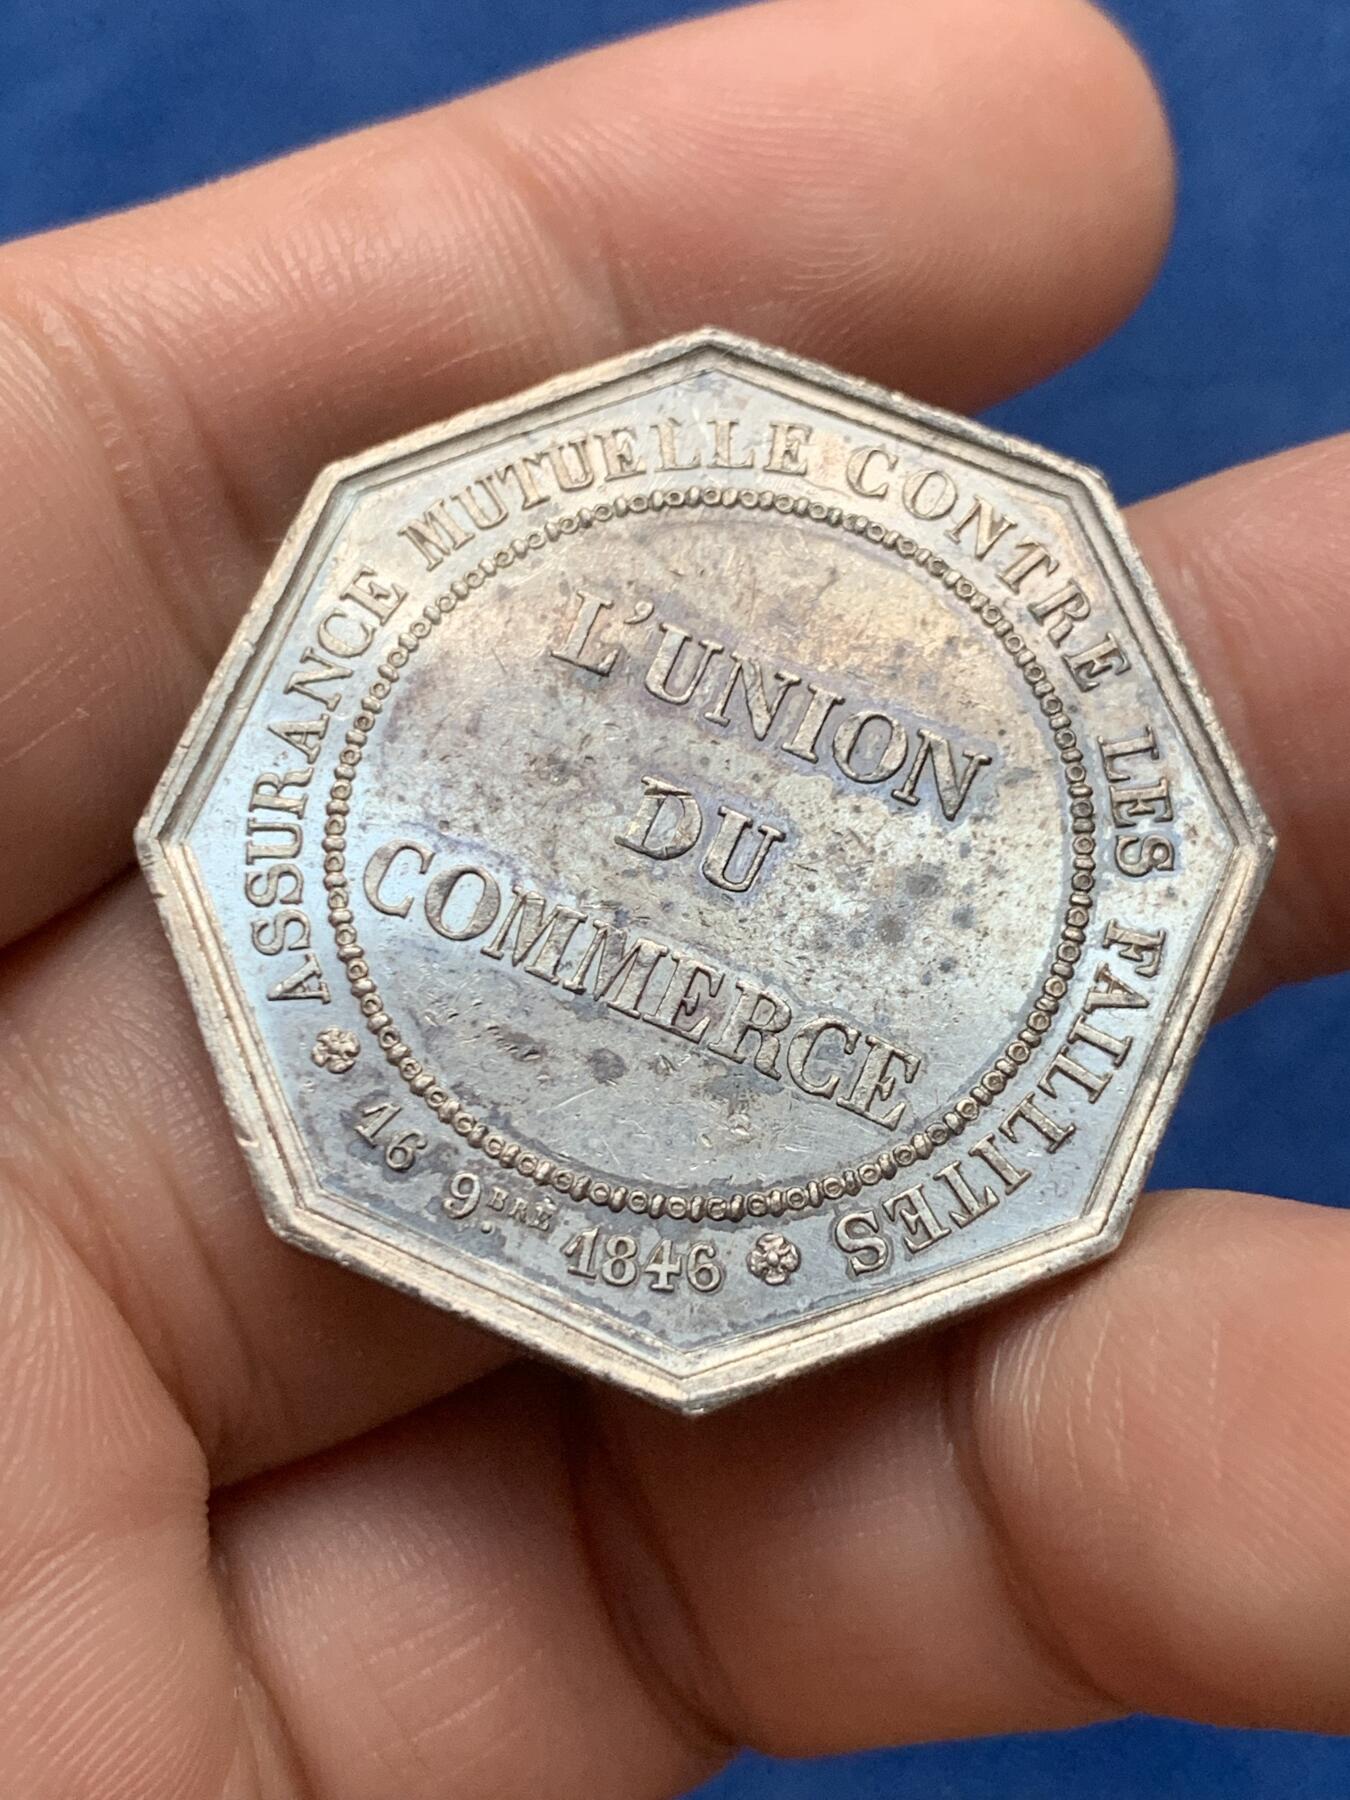 ASSURANCE MUTUELLE CONTRE LES FAILLITES
L'UNION
DU
COMMERCE
16 9.BRE 1846